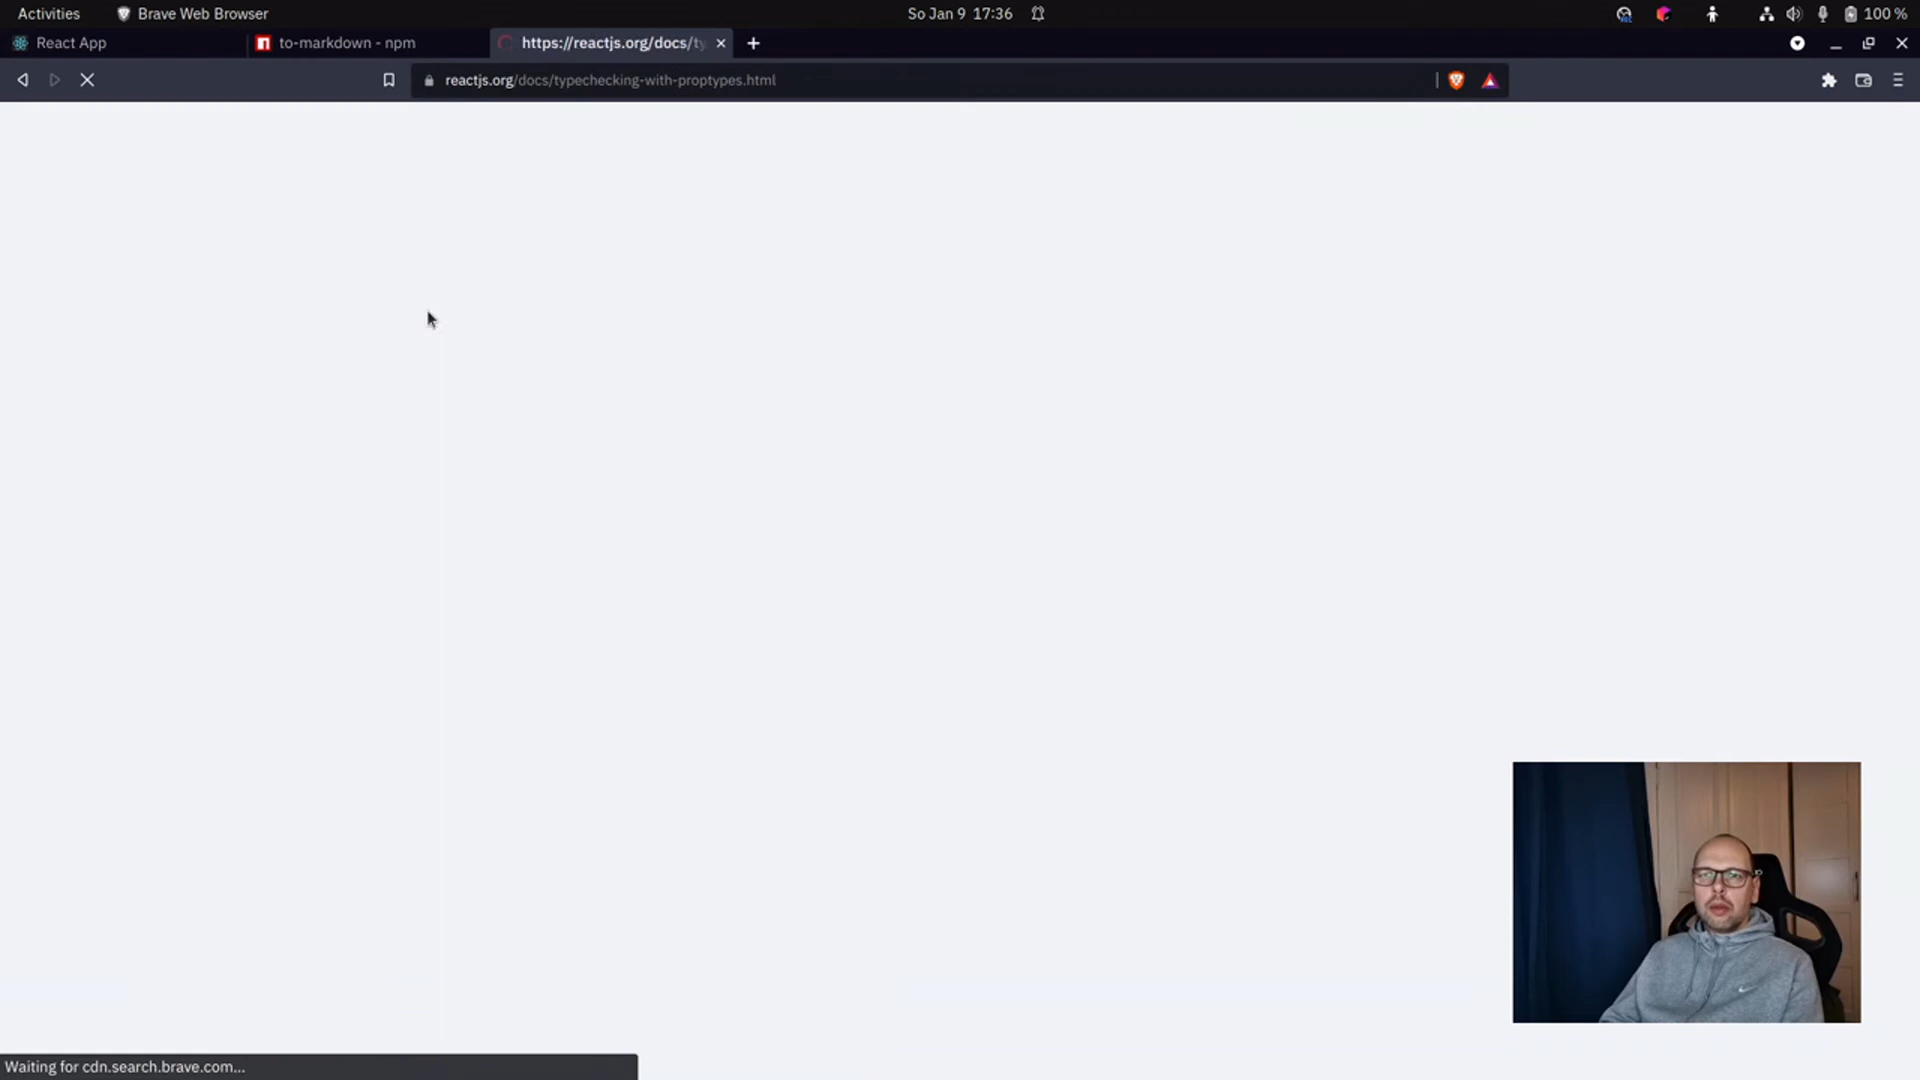 Activities Brave Web Browser So Jan 9 17:36 100 %
React App to-markdown - npm https://reactjs.org/docs/ty
reactjs.org/docs/typechecking-with-proptypes.html
Waiting for cdn.search.brave.com...